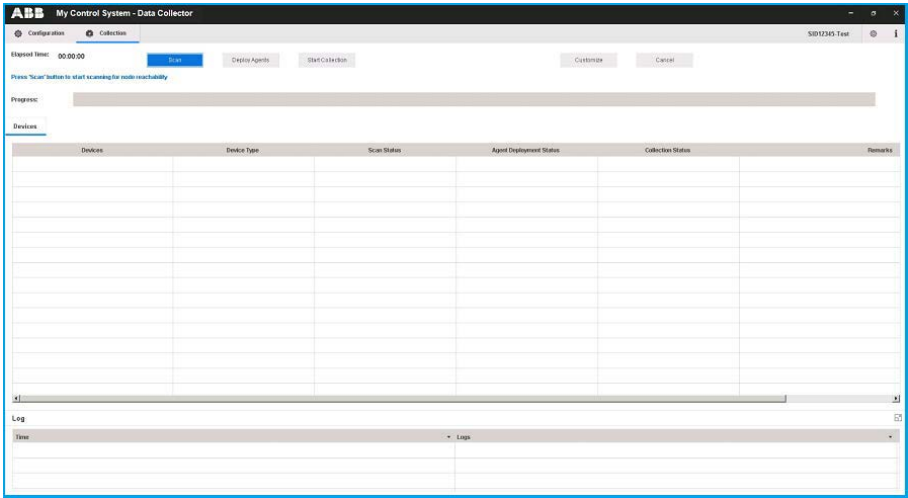 ABB My Control System - Data Collector
Configuration Collection SID12345-Test
Elapsed Time: 00:00:00 Scan Deploy Agents Start Collection Customize Cancel
Press 'Scan' button to start scanning for node reachability
Progress:
Devices
Devices Device Type Scan Status Agent Deployment Status Collection Status Remarks
Log
Time Logs